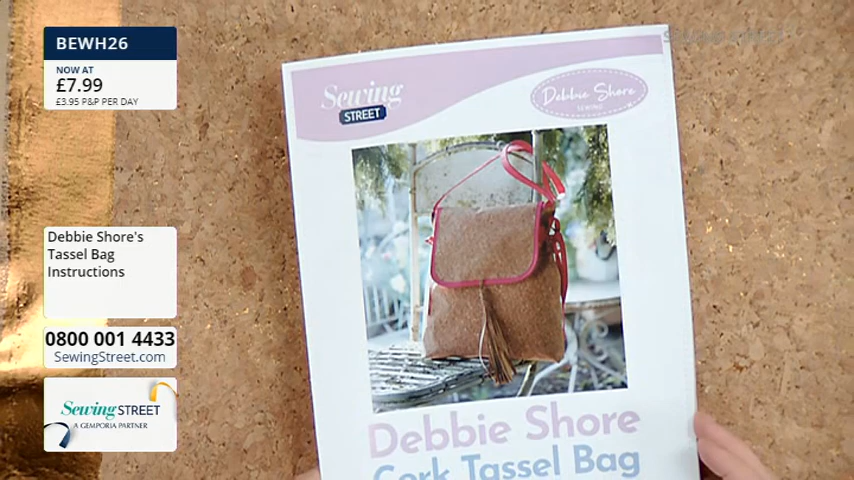 BEWH26
NOW AT
£7.99
£3.95 P&P PER DAY
Debbie Shore's
Tassel Bag
Instructions
0800 001 4433
SewingStreet.com
Sewing STREET
A GEMPORIA PARTNER
Sewing
STREET
Debbie Shore
SEWING
Debbie Shore
Cork Tassel Bag